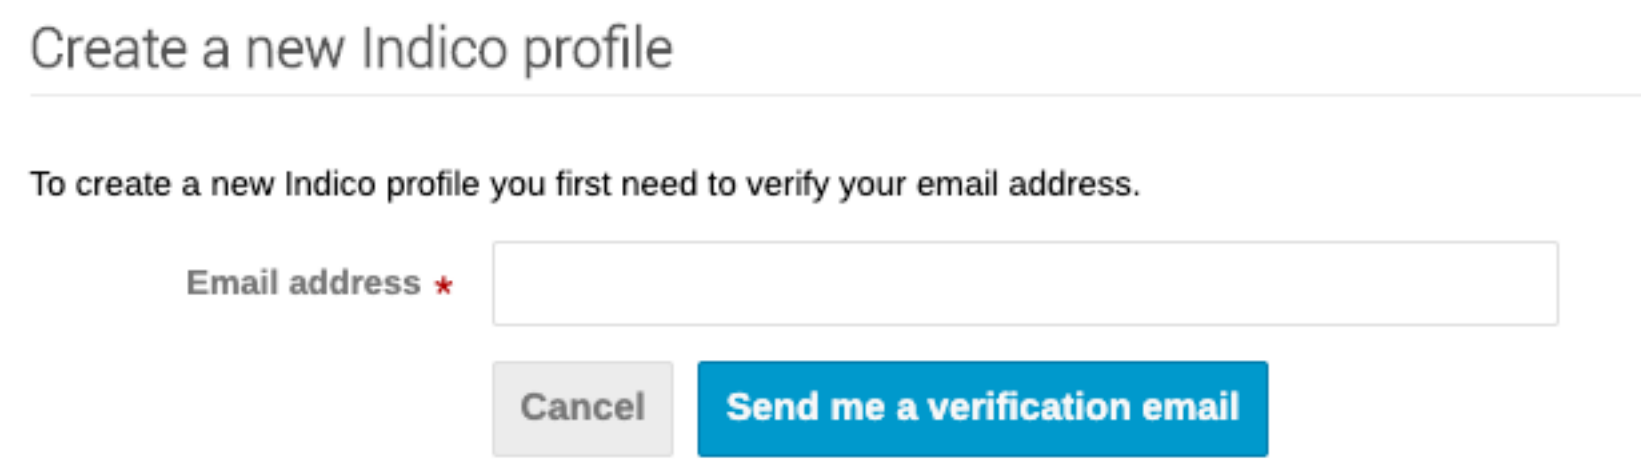 Create a new Indico profile
To create a new Indico profile you first need to verify your email address.
Email address *
Cancel Send me a verification email